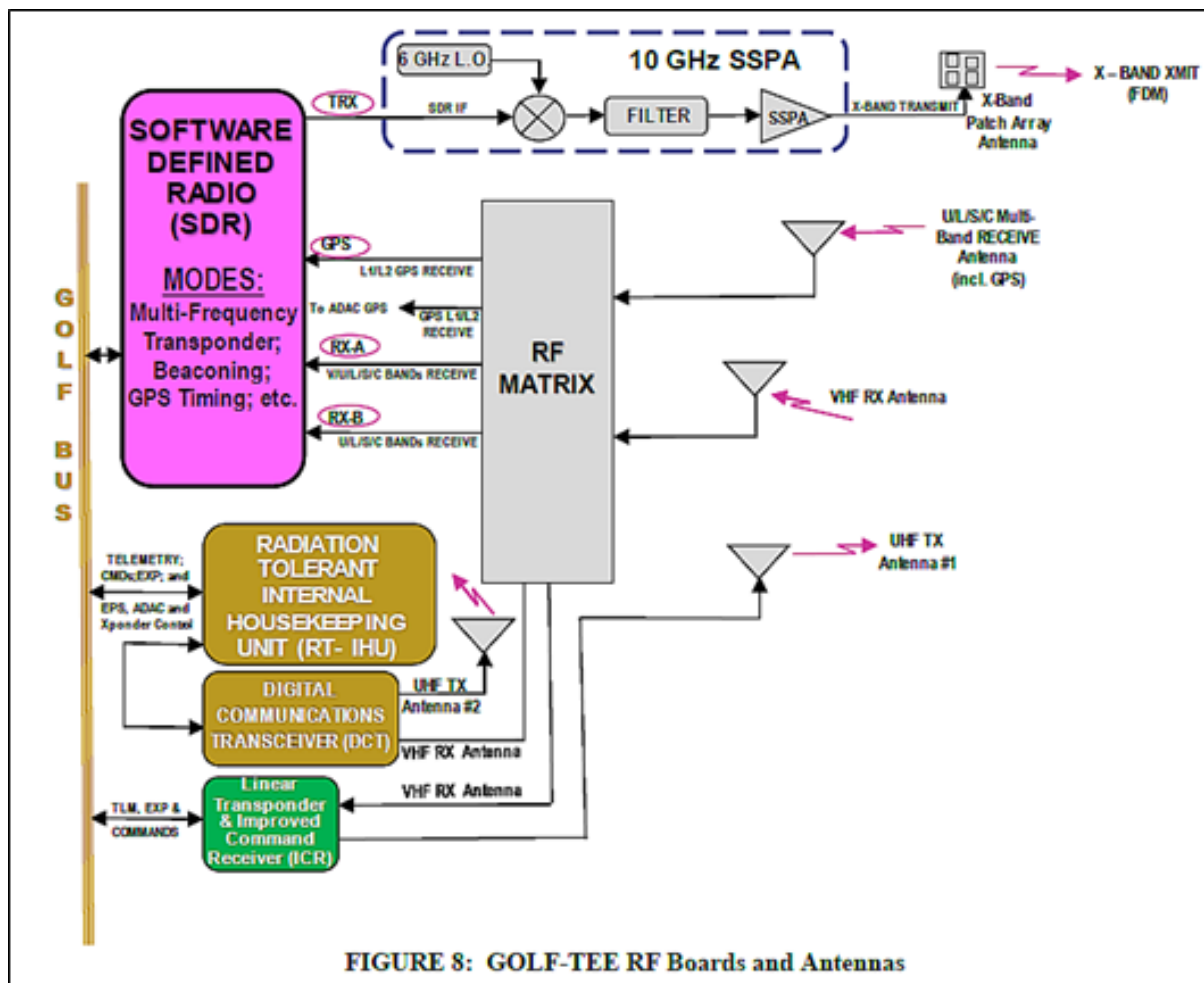 6 GHz L.O.
10 GHz SSPA
TRX
SDR IF
FILTER
SSPA
X-BAND TRANSMIT
X-Band
Patch Array
Antenna
X – BAND XMIT
(FDM)
SOFTWARE
DEFINED
RADIO
(SDR)
MODES:
Multi-Frequency
Transponder;
Beaconing;
GPS Timing; etc.
GOLF BUS
GPS
L1/L2 GPS RECEIVE
To ADAC GPS
GPS L1/L2
RECEIVE
RX-A
V/U/L/S/C BANDs RECEIVE
RX-B
U/L/S/C BANDs RECEIVE
RF
MATRIX
U/L/S/C Multi-
Band RECEIVE
Antenna
(incl. GPS)
VHF RX Antenna
UHF TX
Antenna #1
TELEMETRY;
CMDs;EXP; and
EPS, ADAC and
Xponder Control
RADIATION
TOLERANT
INTERNAL
HOUSEKEEPING
UNIT (RT- IHU)
UHF TX
Antenna #2
DIGITAL
COMMUNICATIONS
TRANSCEIVER (DCT)
VHF RX Antenna
VHF RX Antenna
TLM, EXP &
COMMANDS
Linear
Transponder
& Improved
Command
Receiver (ICR)
FIGURE 8: GOLF-TEE RF Boards and Antennas